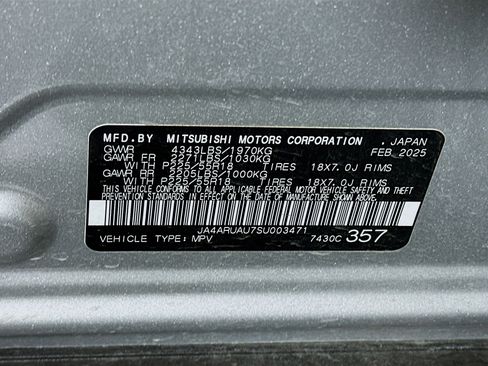 MFD.BY MITSUBISHI MOTORS CORPORATION. JAPAN
GWWR 4343LBS/1970KG FEB 2025
GAWR FR 2271LBS/1030KG
WITH P225/55R18 TIRES 18X7.0J RIMS
GAWR RR 2205LBS/1000KG
WITH P225/55R18 TIRES 18X7.0J RIMS
THIS VEHICLE CONFORMS TO ALL APPLICABLE FEDERAL MOTOR VEHICLE SAFETY AND THEFT
PREVENTION STANDARDS IN EFFECT ON THE DATE OF MANUFACTURE SHOWN ABOVE.
JA4ARUAU7SU003471
VEHICLE TYPE: MPV 7430C 357